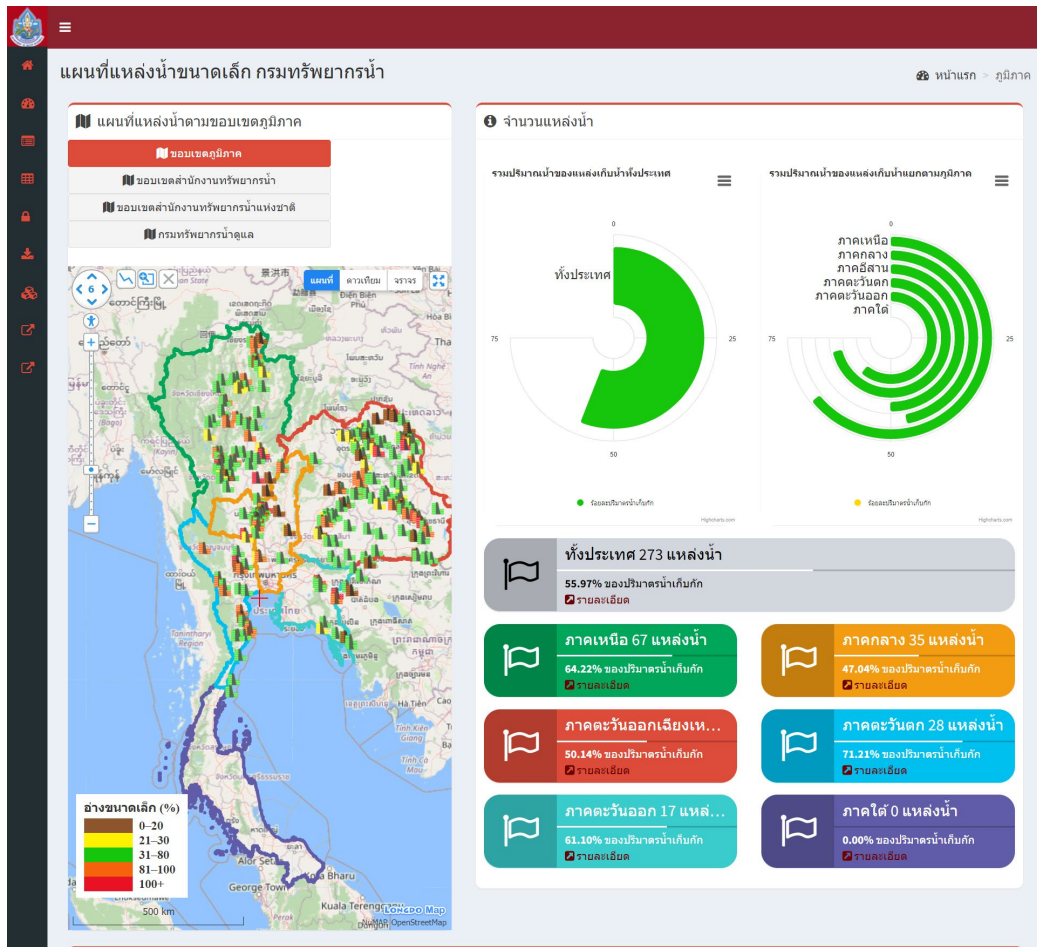 แผนที่แหล่งน้ำขนาดเล็ก กรมทรัพยากรน้ำ
หน้าแรก > ภูมิภาค
แผนที่แหล่งน้ำตามขอบเขตภูมิภาค
ขอบเขตภูมิภาค
ขอบเขตสำนักงานทรัพยากรน้ำ
ขอบเขตสำนักงานทรัพยากรน้ำแห่งชาติ
กรมทรัพยากรน้ำดูแล
6
แผนที่
ดาวเทียม
จราจร
景洪市
Điện Biên
Phủ
Hòa Bì
Tha
Tinh Nghệ
An
(Bago)
(Kayin)
Tanintharyi
Region
Hà Tiên
Cao
Tỉnh Kiên
Giang
Tỉnh Cà
Mau
Alor Seta
George Town
Kota Bharu
Kuala Terengg
Perak
อ่างขนาดเล็ก (%)
0–20
21–30
31–80
81–100
100+
500 km
LONGDO Map
OpenStreetMap
จำนวนแหล่งน้ำ
รวมปริมาณน้ำของแหล่งเก็บน้ำทั้งประเทศ
0
ทั้งประเทศ
75
25
50
ร้อยละปริมาตรน้ำเก็บกัก
Highcharts.com
รวมปริมาณน้ำของแหล่งเก็บน้ำแยกตามภูมิภาค
0
ภาคเหนือ
ภาคกลาง
ภาคอีสาน
ภาคตะวันตก
ภาคตะวันออก
ภาคใต้
75
25
50
ร้อยละปริมาตรน้ำเก็บกัก
Highcharts.com
ทั้งประเทศ 273 แหล่งน้ำ
55.97% ของปริมาตรน้ำเก็บกัก
รายละเอียด
ภาคเหนือ 67 แหล่งน้ำ
64.22% ของปริมาตรน้ำเก็บกัก
รายละเอียด
ภาคกลาง 35 แหล่งน้ำ
47.04% ของปริมาตรน้ำเก็บกัก
รายละเอียด
ภาคตะวันออกเฉียงเห...
50.14% ของปริมาตรน้ำเก็บกัก
รายละเอียด
ภาคตะวันตก 28 แหล่งน้ำ
71.21% ของปริมาตรน้ำเก็บกัก
รายละเอียด
ภาคตะวันออก 17 แหล่...
61.10% ของปริมาตรน้ำเก็บกัก
รายละเอียด
ภาคใต้ 0 แหล่งน้ำ
0.00% ของปริมาตรน้ำเก็บกัก
รายละเอียด